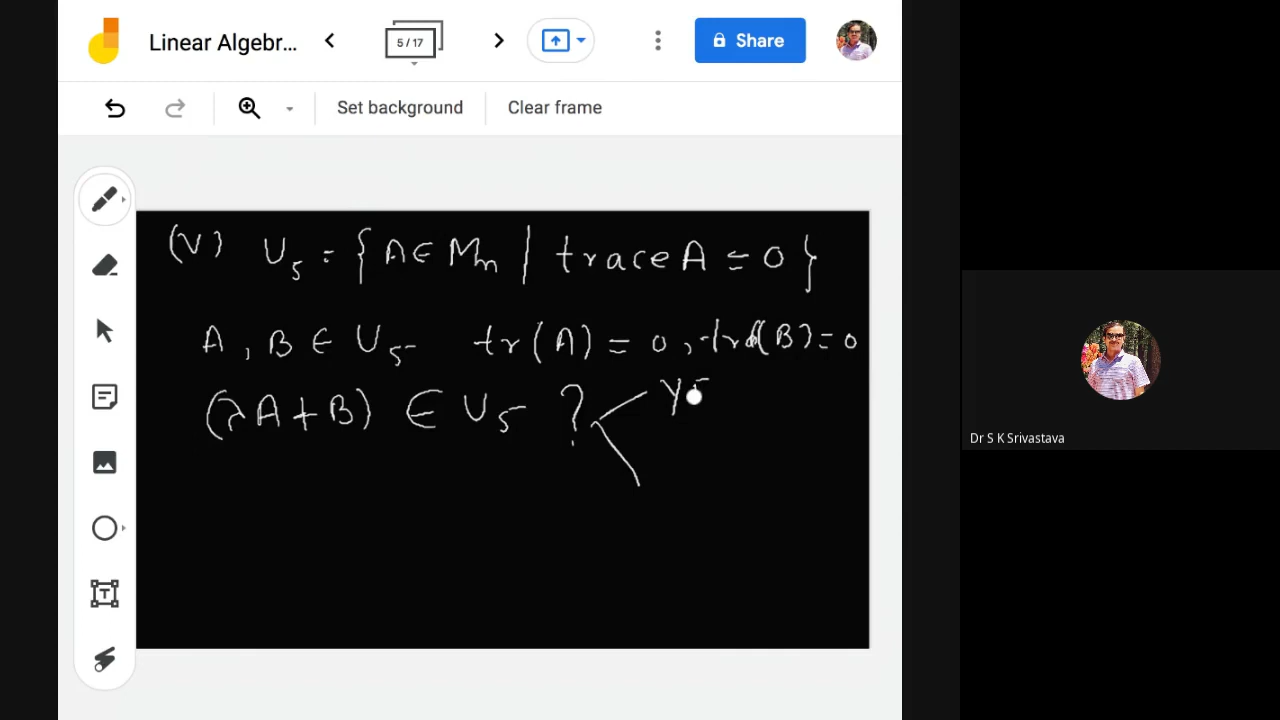 Linear Algebr...
5 / 17
Share
Set background
Clear frame
(V) U₅ = { A ∈ Mₙ | trace A = 0 }
A, B ∈ U₅ tr(A) = 0, tr(B) = 0
(λA + B) ∈ U₅ ?
Dr S K Srivastava